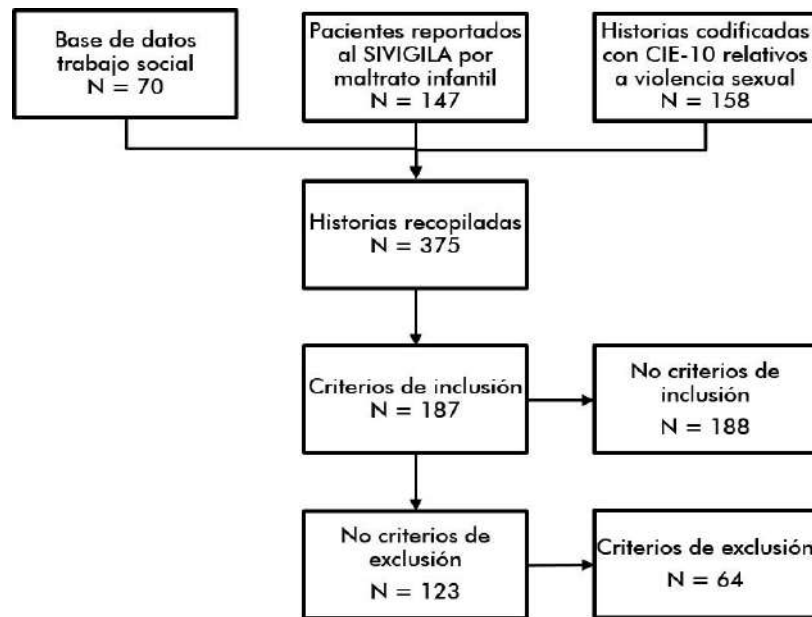 Base de datos
trabajo social
N = 70
Pacientes reportados
al SIVIGILA por
maltrato infantil
N = 147
Historias codificadas
con CIE-10 relativos
a violencia sexual
N = 158
Historias recopiladas
N = 375
Criterios de inclusión
N = 187
No criterios de
inclusión
N = 188
No criterios de
exclusión
N = 123
Criterios de exclusión
N = 64